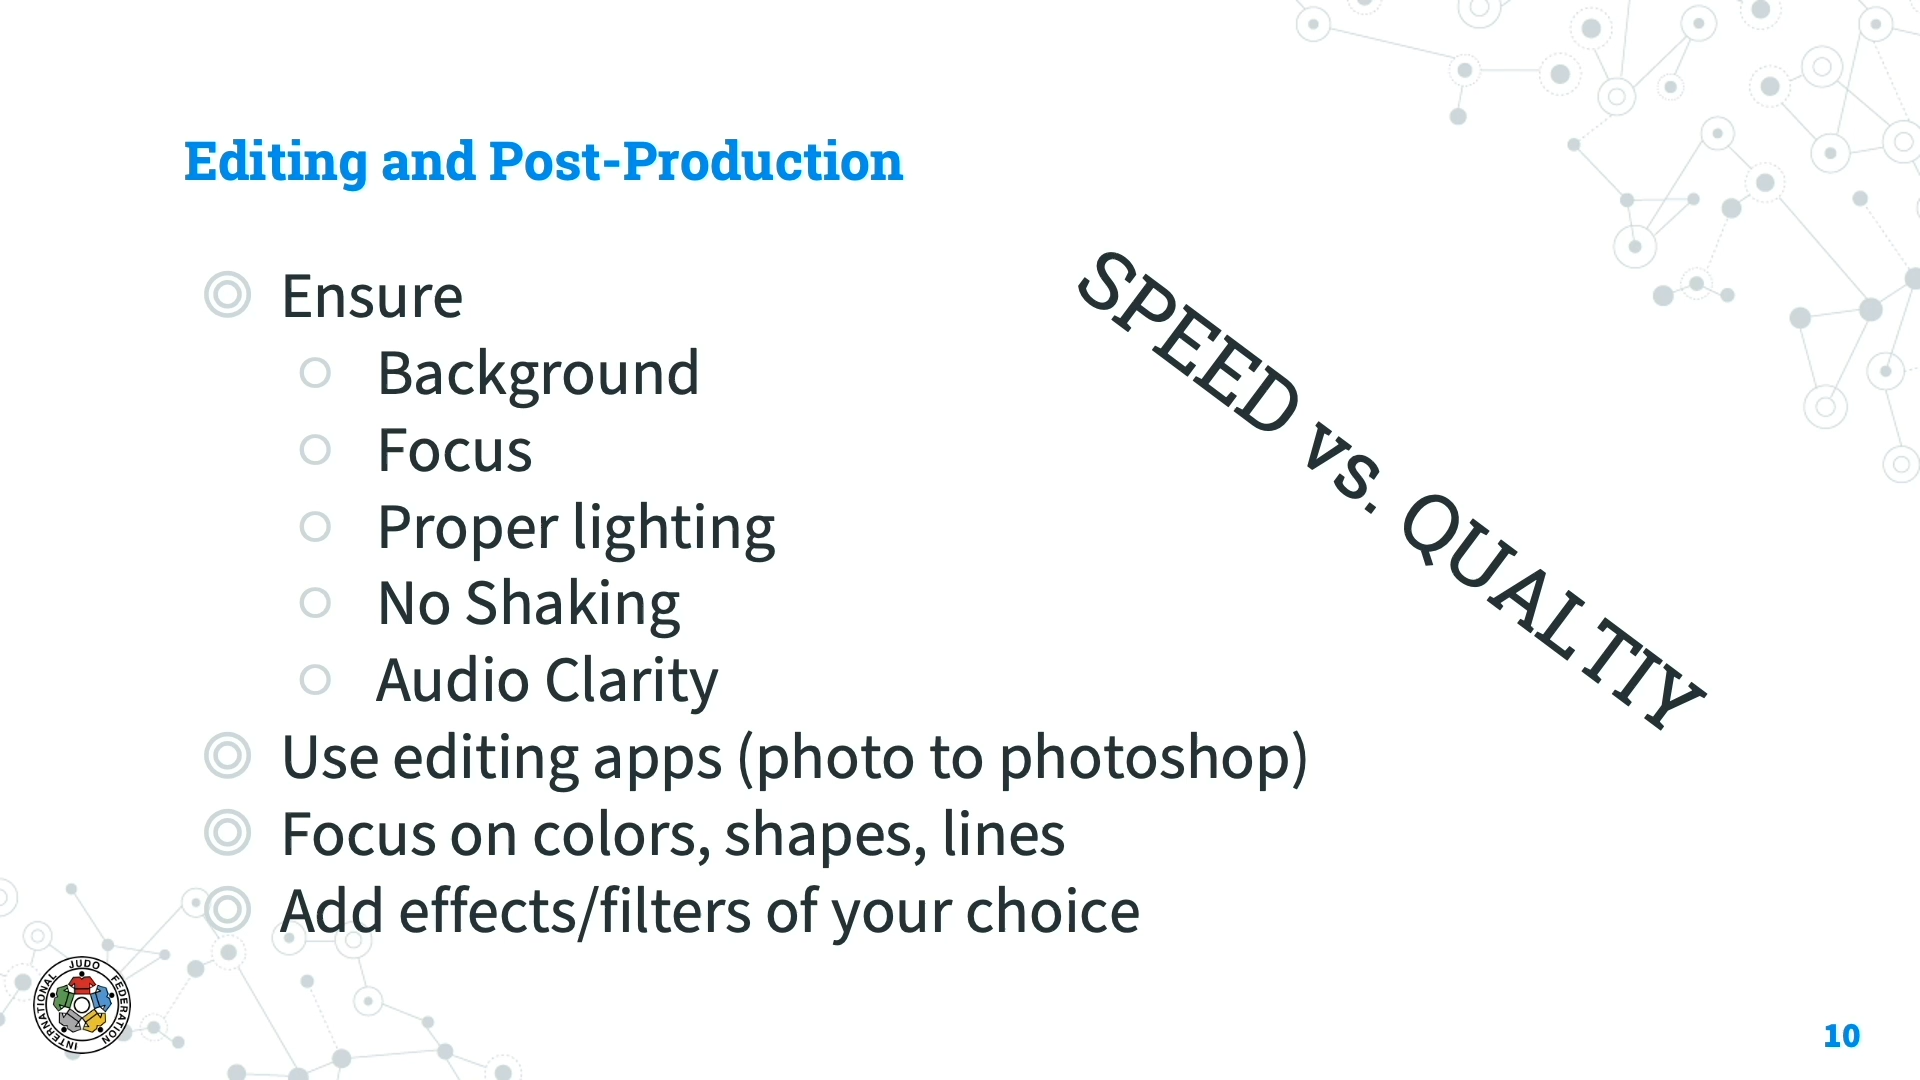 Editing and Post-Production
Ensure
Background
Focus
Proper lighting
No Shaking
Audio Clarity
Use editing apps (photo to photoshop)
Focus on colors, shapes, lines
Add effects/filters of your choice
SPEED vs. QUALTIY
INTERNATIONAL JUDO FEDERATION
10